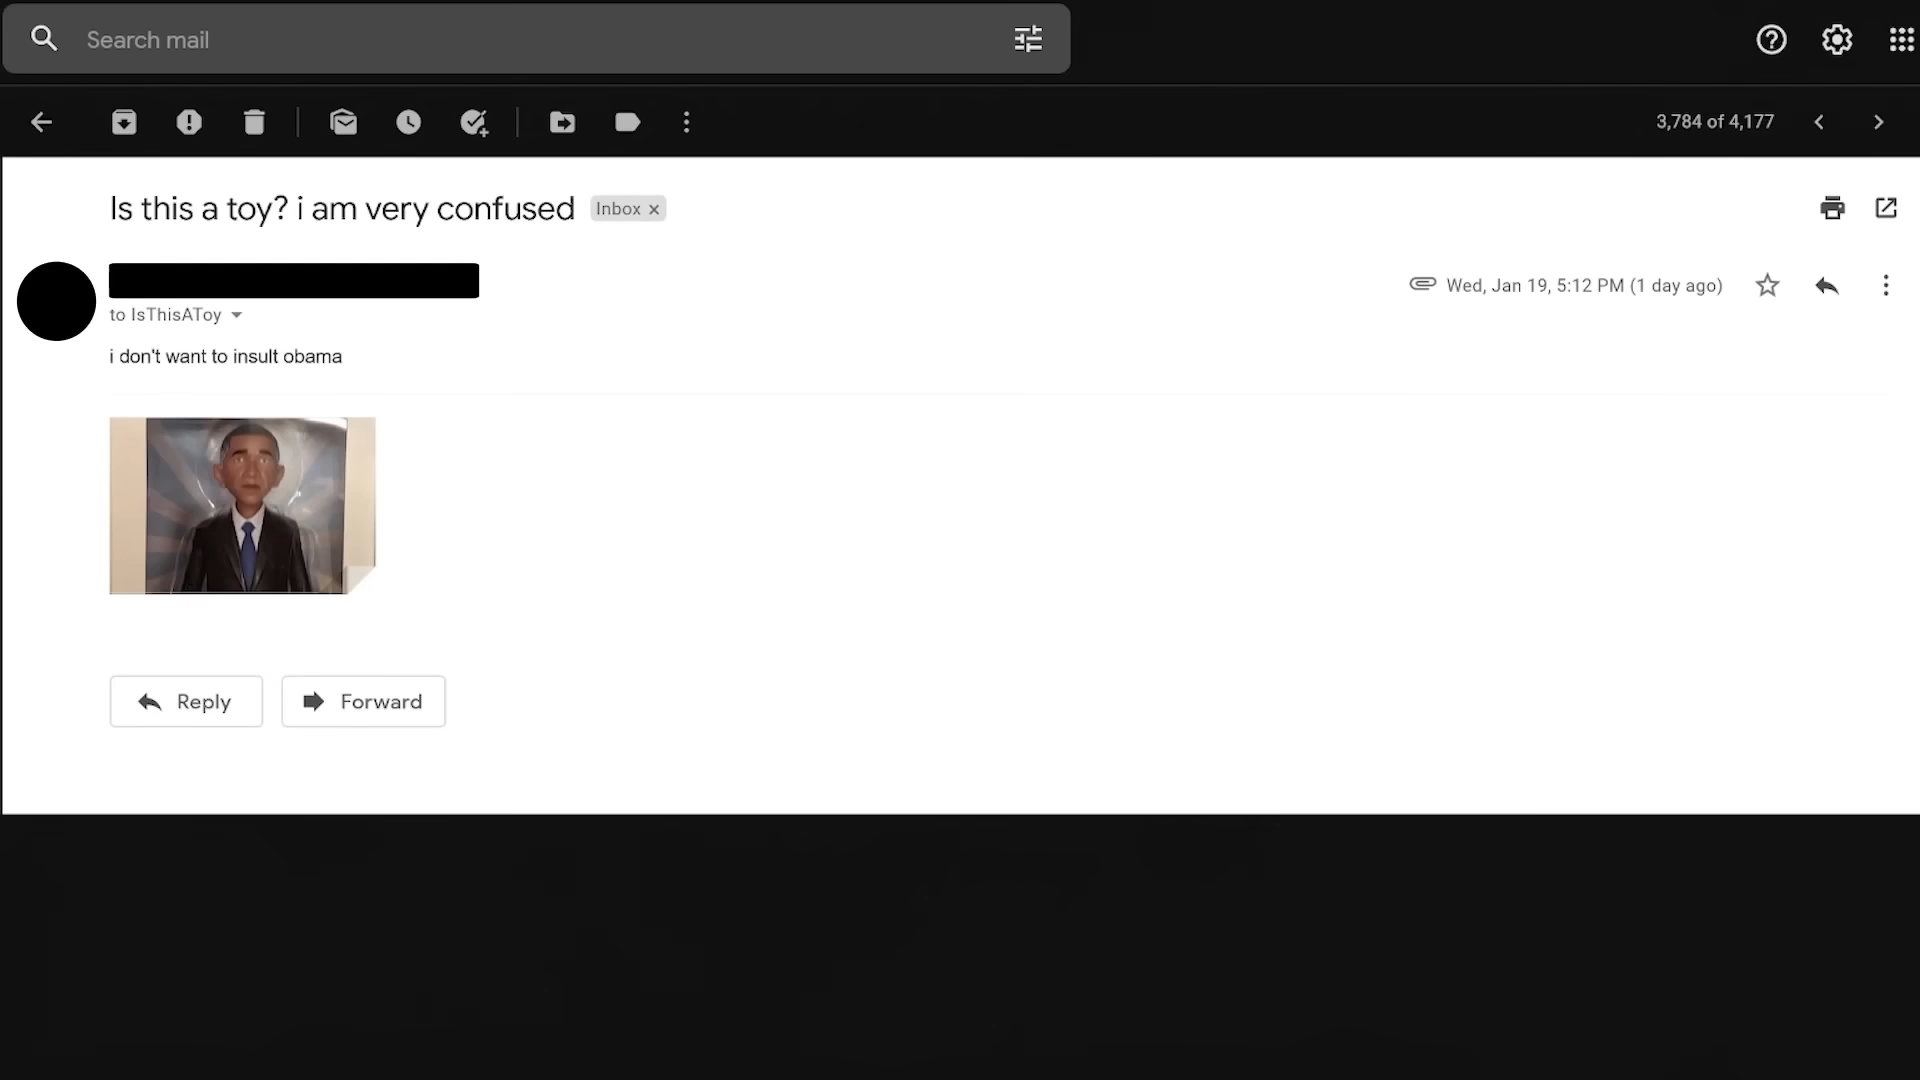 Search mail
3,784 of 4,177
Is this a toy? i am very confused Inbox x
Wed, Jan 19, 5:12 PM (1 day ago)
to IsThisAToy
i don't want to insult obama
Reply Forward